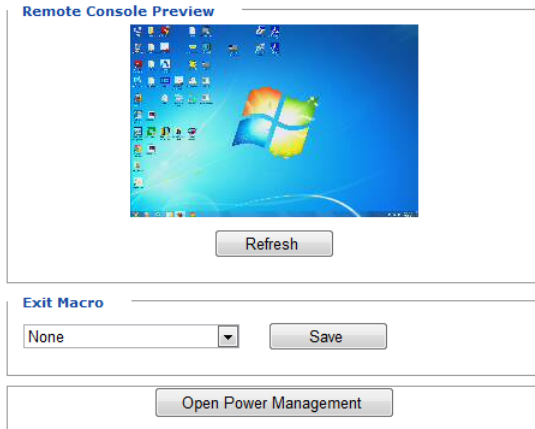 Remote Console Preview
Refresh
Exit Macro
None
Save
Open Power Management